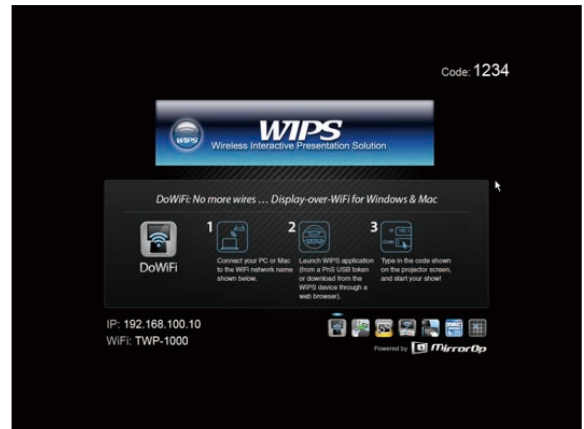 Code: 1234
WIPS
WIPS
Wireless Interactive Presentation Solution
DoWiFi: No more wires ... Display-over-WiFi for Windows & Mac
DoWiFi
1
Connect your PC or Mac
to the WiFi network name
shown below.
2
Launch WIPS application
(from a PnS USB token
or download from the
WIPS device through a
web browser).
3
Type in the code shown
on the projector screen,
and start your show!
IP: 192.168.100.10
WiFi: TWP-1000
Powered by MirrorOp